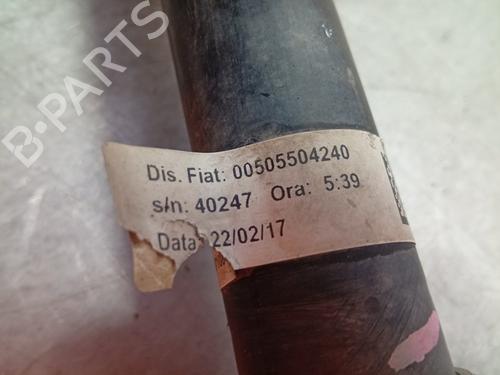 B-PARTS
Dis. Fiat: 00505504240
s/n: 40247 Ora: 5:39
Data: 22/02/17